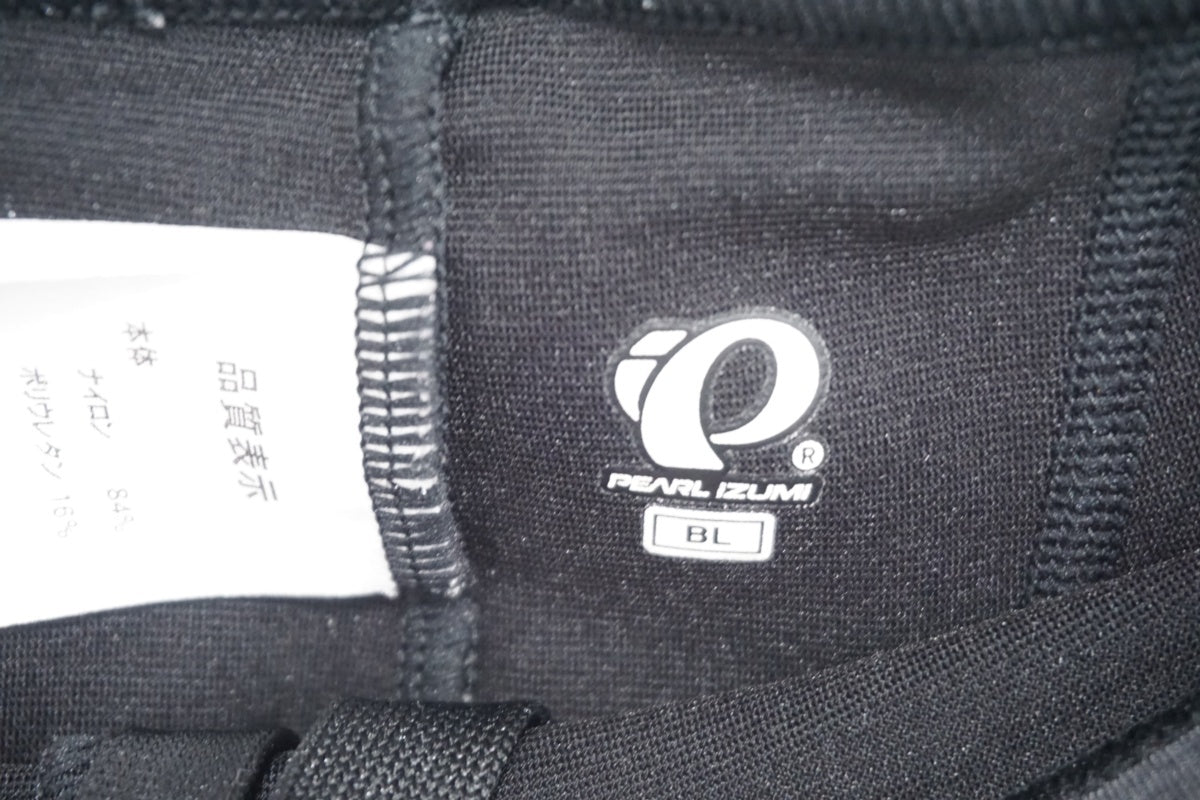 品質表示
本体
ナイロン 84%
ポリウレタン 16%
PEARL IZUMI
®
BL